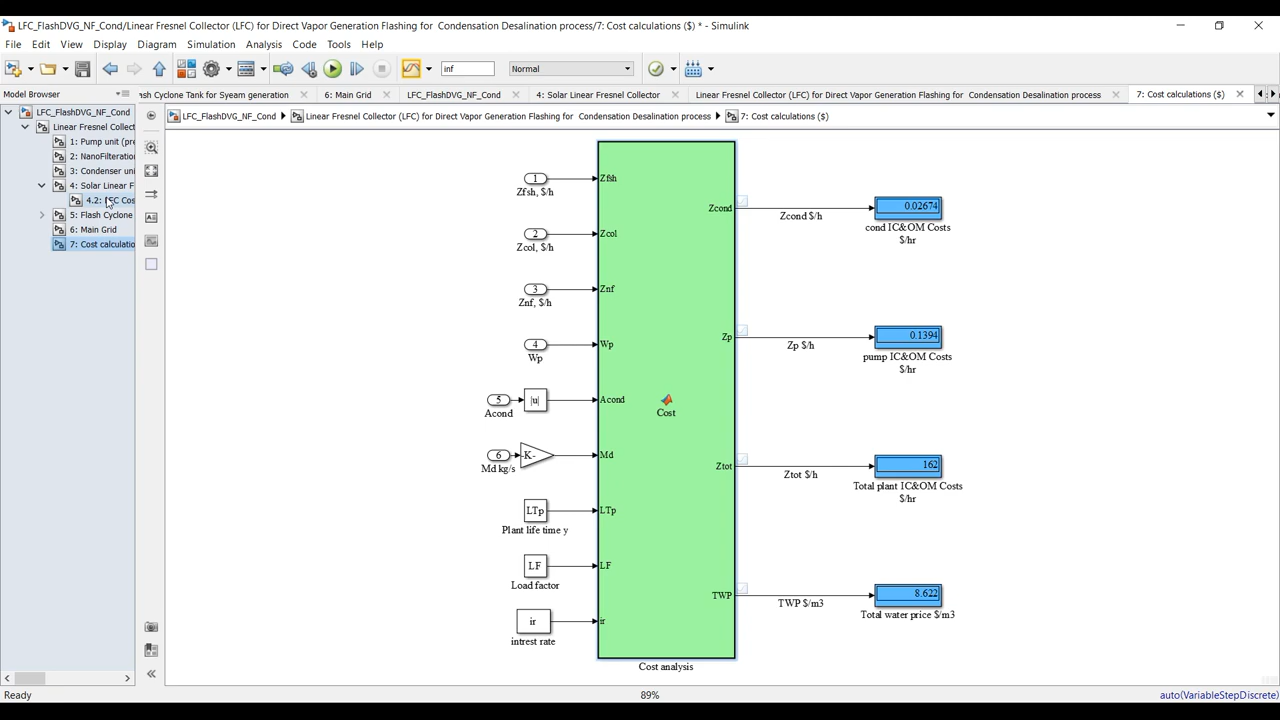 LFC_FlashDVG_NF_Cond/Linear Fresnel Collector (LFC) for Direct Vapor Generation Flashing for  Condensation Desalination process/7: Cost calculations ($) * - Simulink
File Edit View Display Diagram Simulation Analysis Code Tools Help
inf Normal
Model Browser
ash Cyclone Tank for Syeam generation 6: Main Grid LFC_FlashDVG_NF_Cond 4: Solar Linear Fresnel Collector Linear Fresnel Collector (LFC) for Direct Vapor Generation Flashing for  Condensation Desalination process 7: Cost calculations ($)
LFC_FlashDVG_NF_Cond Linear Fresnel Collector (LFC) for Direct Vapor Generation Flashing for  Condensation Desalination process 7: Cost calculations ($)
LFC_FlashDVG_NF_Cond
Linear Fresnel Collect
1: Pump unit (pre
2: NanoFilteratio
3: Condenser uni
4: Solar Linear F
4.2: LFC Cos
5: Flash Cyclone
6: Main Grid
7: Cost calculatio
1 Zfsh
Zfsh, $/h
2 Zcol
Zcol, $/h
3 Znf
Znf, $/h
4 Wp
Wp
5 |u| Acond
Acond
6 -K- Md
Md kg/s
LTp LTp
Plant life time y
LF LF
Load factor
ir ir
intrest rate
Cost
Cost analysis
Zcond Zcond $/h 0.02674
cond IC&OM Costs
$/hr
Zp Zp $/h 0.1394
pump IC&OM Costs
$/hr
Ztot Ztot $/h 162
Total plant IC&OM Costs
$/hr
TWP TWP $/m3 8.622
Total water price $/m3
Ready 89% auto(VariableStepDiscrete)